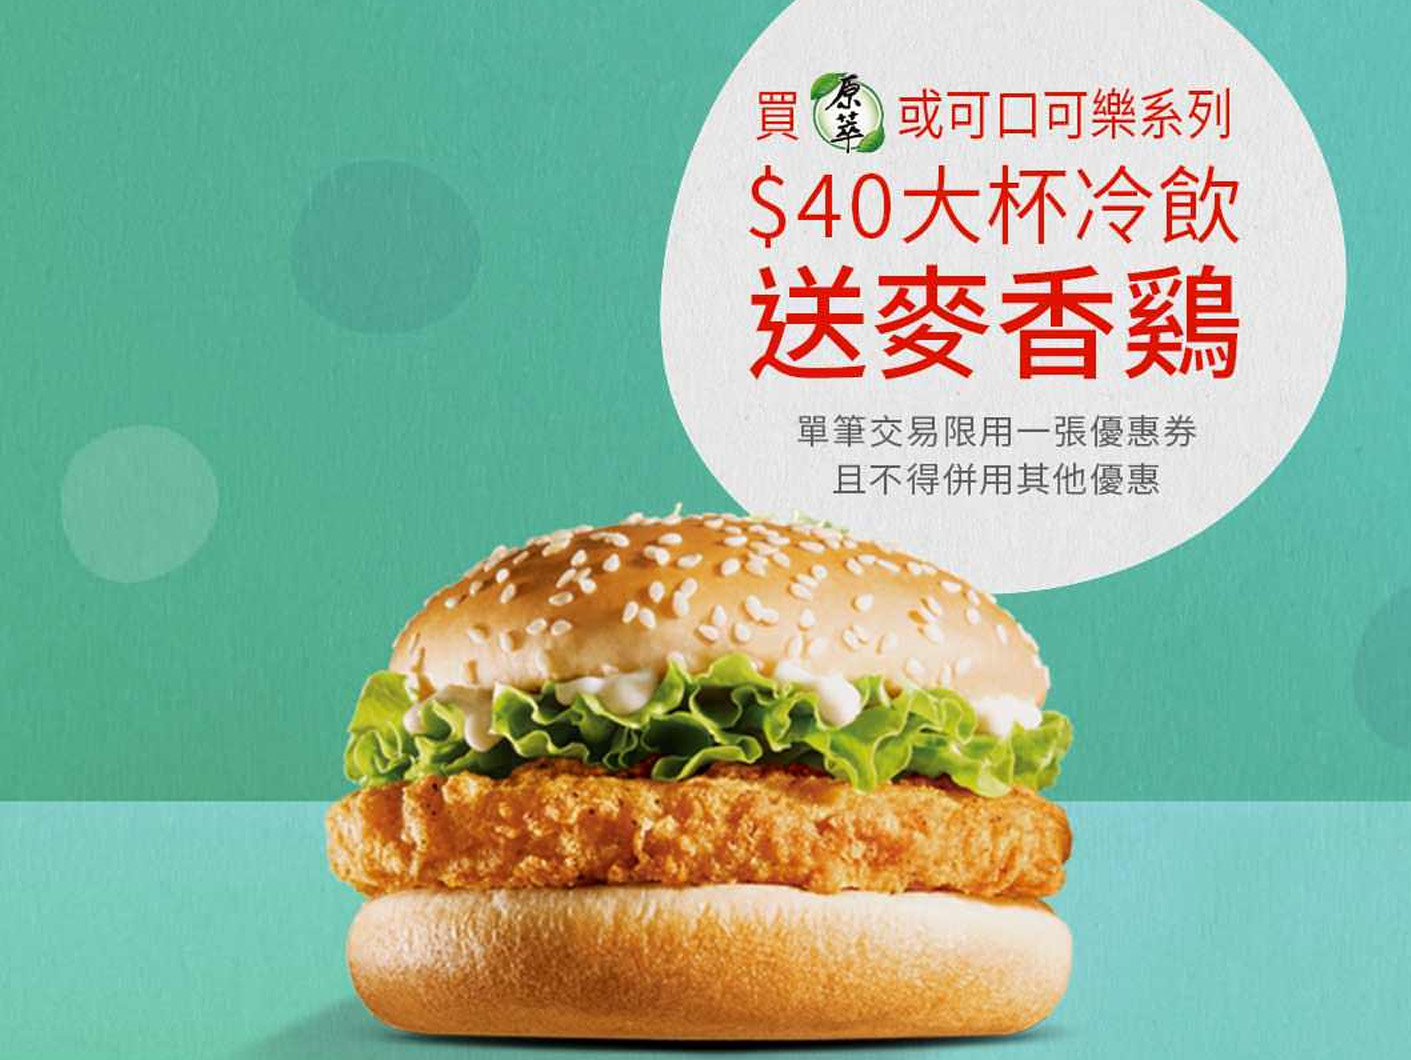 買原萃或可口可樂系列
$40大杯冷飲
送麥香鷄
單筆交易限用一張優惠券
且不得併用其他優惠